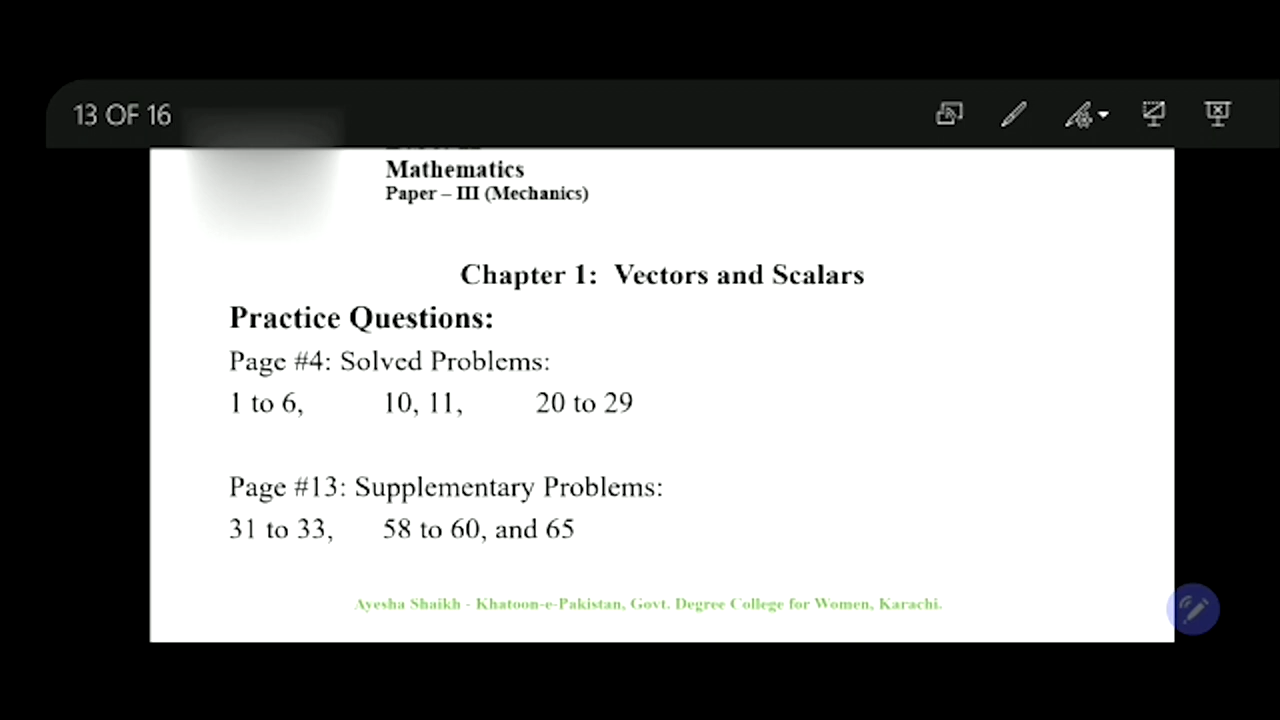 13 OF 16
Mathematics
Paper – III (Mechanics)
Chapter 1: Vectors and Scalars
Practice Questions:
Page #4: Solved Problems:
1 to 6, 10, 11, 20 to 29
Page #13: Supplementary Problems:
31 to 33, 58 to 60, and 65
Ayesha Shaikh - Khatoon-e-Pakistan, Govt. Degree College for Women, Karachi.